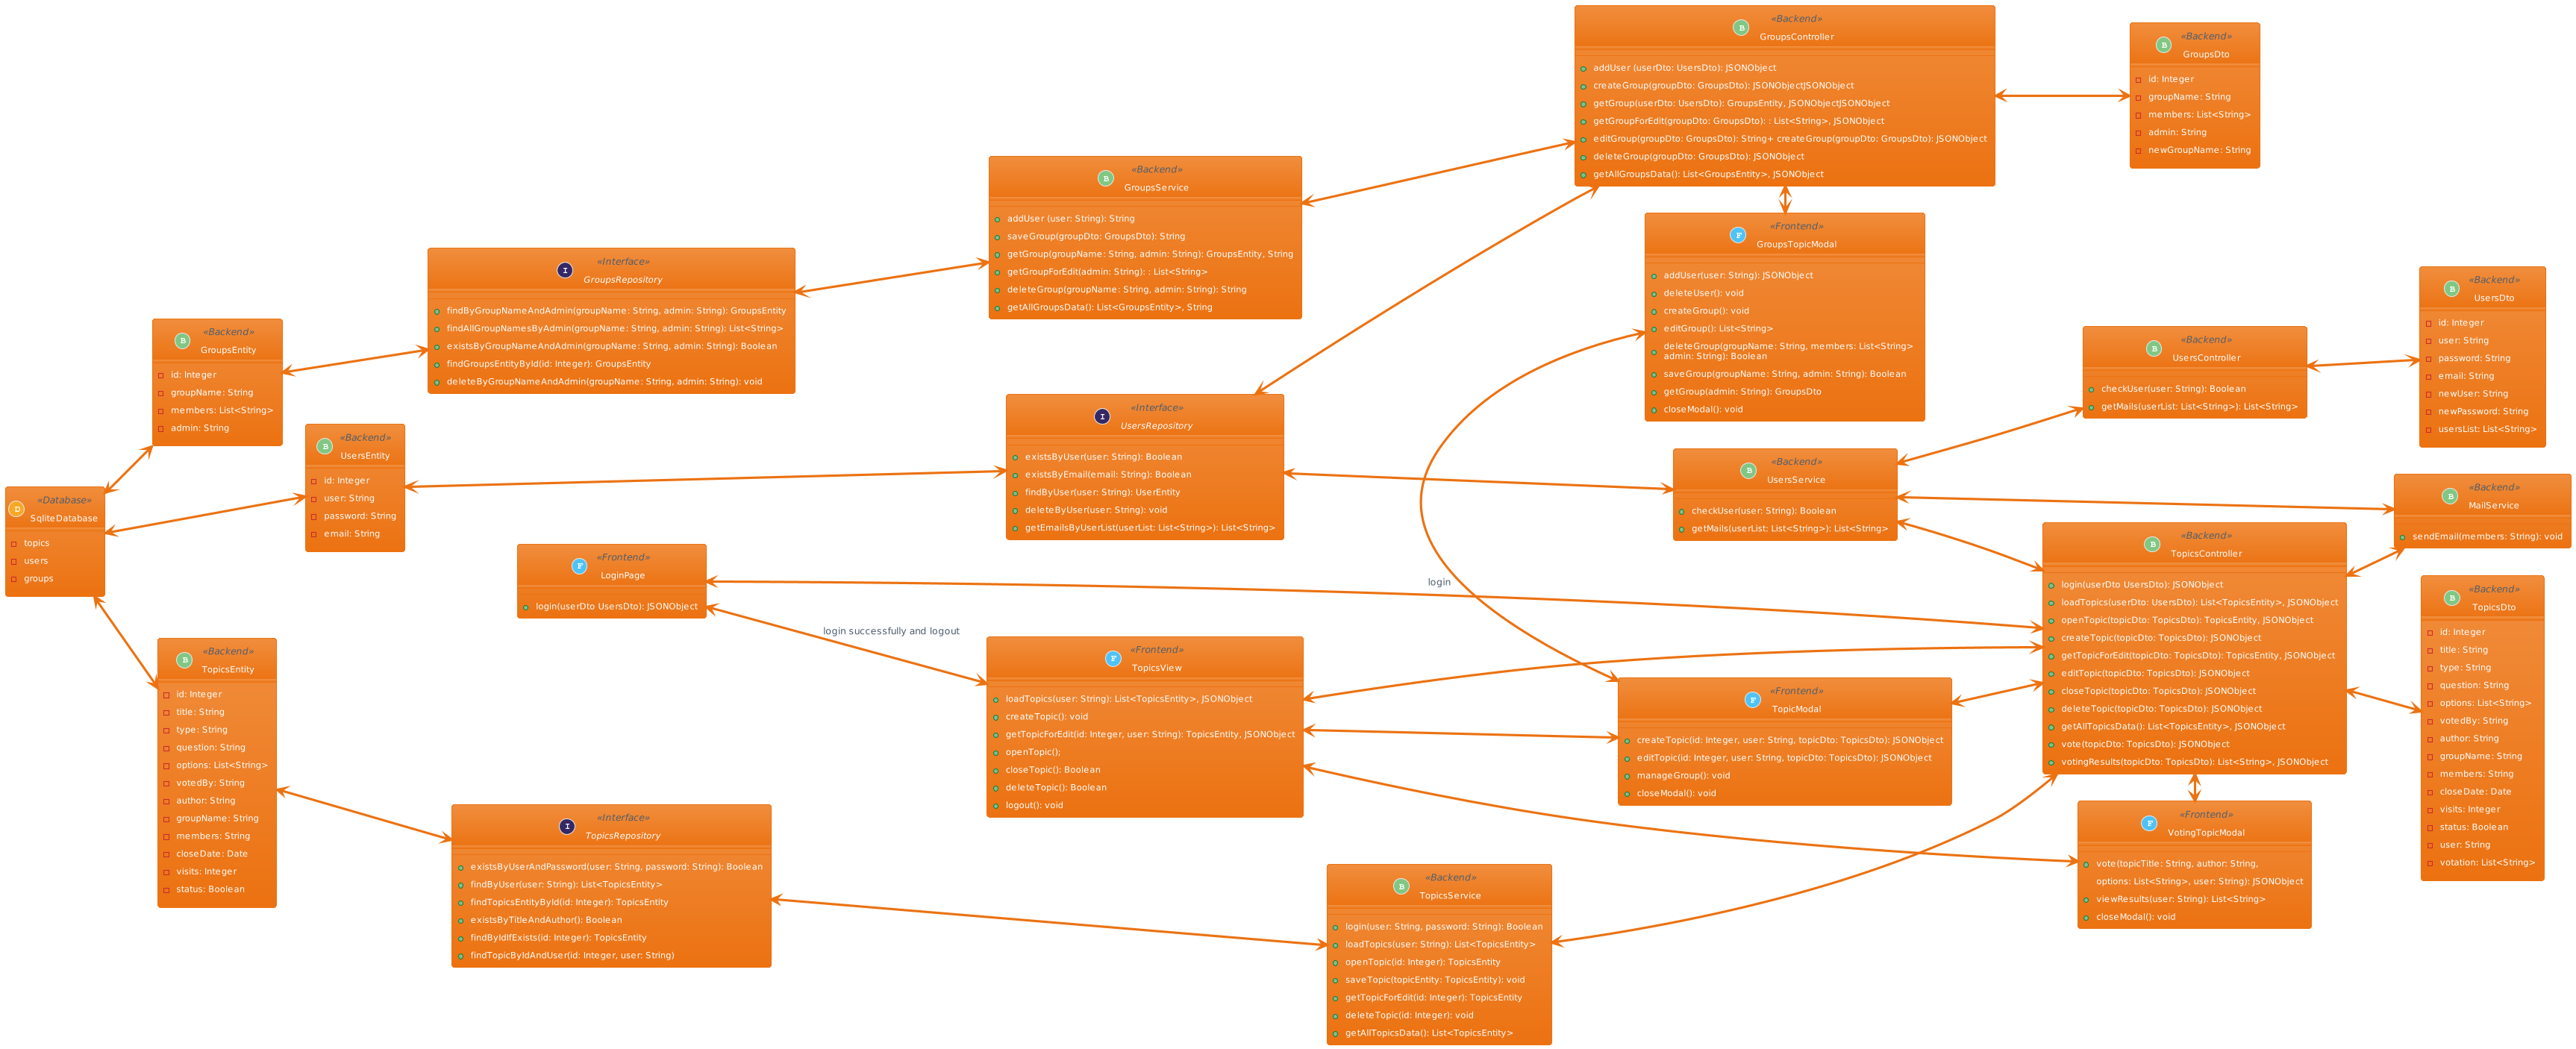 «Backend»
B
GroupsController
addUser (userDto: UsersDto): JSONObject
createGroup(groupDto: GroupsDto): JSONObjectJSONObject
getGroup(userDto: UsersDto): GroupsEntity, JSONObjectJSONObject
getGroupForEdit(groupDto: GroupsDto): : List<String>, JSONObject
editGroup(groupDto: GroupsDto): String+ createGroup(groupDto: GroupsDto): JSONObject
deleteGroup(groupDto: GroupsDto): JSONObject
getAllGroupsData(): List<GroupsEntity>, JSONObject
«Backend»
B
GroupsDto
id: Integer
groupName: String
members: List<String>
admin: String
newGroupName: String
«Backend»
B
GroupsService
addUser (user: String): String
saveGroup(groupDto: GroupsDto): String
getGroup(groupName: String, admin: String): GroupsEntity, String
getGroupForEdit(admin: String): : List<String>
deleteGroup(groupName: String, admin: String): String
getAllGroupsData(): List<GroupsEntity>, String
«Frontend»
F
GroupsTopicModal
addUser(user: String): JSONObject
deleteUser(): void
createGroup(): void
editGroup(): List<String>
deleteGroup(groupName: String, members: List<String>
admin: String): Boolean
saveGroup(groupName: String, admin: String): Boolean
getGroup(admin: String): GroupsDto
closeModal(): void
«Interface»
I
GroupsRepository
findByGroupNameAndAdmin(groupName: String, admin: String): GroupsEntity
findAllGroupNamesByAdmin(groupName: String, admin: String): List<String>
existsByGroupNameAndAdmin(groupName: String, admin: String): Boolean
findGroupsEntityById(id: Integer): GroupsEntity
deleteByGroupNameAndAdmin(groupName: String, admin: String): void
«Backend»
B
UsersDto
id: Integer
user: String
password: String
email: String
newUser: String
newPassword: String
usersList: List<String>
«Backend»
B
GroupsEntity
id: Integer
groupName: String
members: List<String>
admin: String
«Backend»
B
UsersController
checkUser(user: String): Boolean
getMails(userList: List<String>): List<String>
«Interface»
I
UsersRepository
existsByUser(user: String): Boolean
existsByEmail(email: String): Boolean
findByUser(user: String): UserEntity
deleteByUser(user: String): void
getEmailsByUserList(userList: List<String>): List<String>
«Backend»
B
UsersEntity
id: Integer
user: String
password: String
email: String
«Backend»
B
UsersService
checkUser(user: String): Boolean
getMails(userList: List<String>): List<String>
«Backend»
B
MailService
sendEmail(members: String): void
«Database»
D
SqliteDatabase
topics
users
groups
«Frontend»
F
LoginPage
login(userDto UsersDto): JSONObject
login
login successfully and logout
«Backend»
B
TopicsController
login(userDto UsersDto): JSONObject
loadTopics(userDto: UsersDto): List<TopicsEntity>, JSONObject
openTopic(topicDto: TopicsDto): TopicsEntity, JSONObject
createTopic(topicDto: TopicsDto): JSONObject
getTopicForEdit(topicDto: TopicsDto): TopicsEntity, JSONObject
editTopic(topicDto: TopicsDto): JSONObject
closeTopic(topicDto: TopicsDto): JSONObject
deleteTopic(topicDto: TopicsDto): JSONObject
getAllTopicsData(): List<TopicsEntity>, JSONObject
vote(topicDto: TopicsDto): JSONObject
votingResults(topicDto: TopicsDto): List<String>, JSONObject
«Backend»
B
TopicsDto
id: Integer
title: String
type: String
question: String
options: List<String>
votedBy: String
author: String
groupName: String
members: String
closeDate: Date
visits: Integer
status: Boolean
user: String
votation: List<String>
«Backend»
B
TopicsEntity
id: Integer
title: String
type: String
question: String
options: List<String>
votedBy: String
author: String
groupName: String
members: String
closeDate: Date
visits: Integer
status: Boolean
«Frontend»
F
TopicsView
loadTopics(user: String): List<TopicsEntity>, JSONObject
createTopic(): void
getTopicForEdit(id: Integer, user: String): TopicsEntity, JSONObject
openTopic();
closeTopic(): Boolean
deleteTopic(): Boolean
logout(): void
«Frontend»
F
TopicModal
createTopic(id: Integer, user: String, topicDto: TopicsDto): JSONObject
editTopic(id: Integer, user: String, topicDto: TopicsDto): JSONObject
manageGroup(): void
closeModal(): void
«Interface»
I
TopicsRepository
existsByUserAndPassword(user: String, password: String): Boolean
findByUser(user: String): List<TopicsEntity>
findTopicsEntityById(id: Integer): TopicsEntity
existsByTitleAndAuthor(): Boolean
findByIdIfExists(id: Integer): TopicsEntity
findTopicByIdAndUser(id: Integer, user: String)
«Frontend»
F
VotingTopicModal
vote(topicTitle: String, author: String,
options: List<String>, user: String): JSONObject
viewResults(user: String): List<String>
closeModal(): void
«Backend»
B
TopicsService
login(user: String, password: String): Boolean
loadTopics(user: String): List<TopicsEntity>
openTopic(id: Integer): TopicsEntity
saveTopic(topicEntity: TopicsEntity): void
getTopicForEdit(id: Integer): TopicsEntity
deleteTopic(id: Integer): void
getAllTopicsData(): List<TopicsEntity>